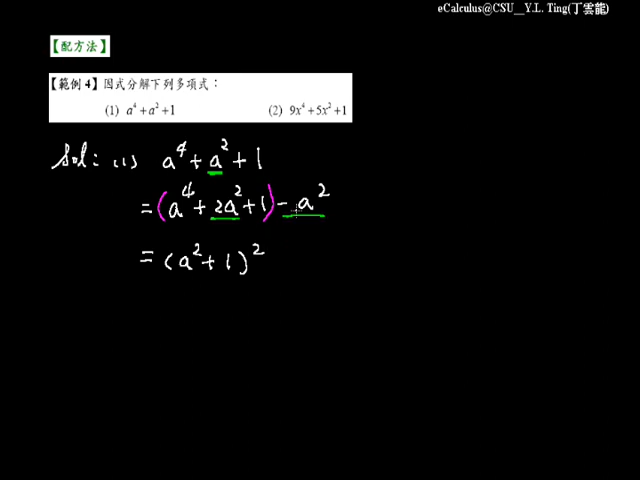 eCalculus@CSU__Y.L. Ting(丁雲龍)
【配方法】
【範例 4】因式分解下列多項式：
(1) a⁴+a²+1 (2) 9x⁴+5x²+1
Sol: (1) a⁴+a²+1
=(a⁴+2a²+1)-a²
=(a²+1)²